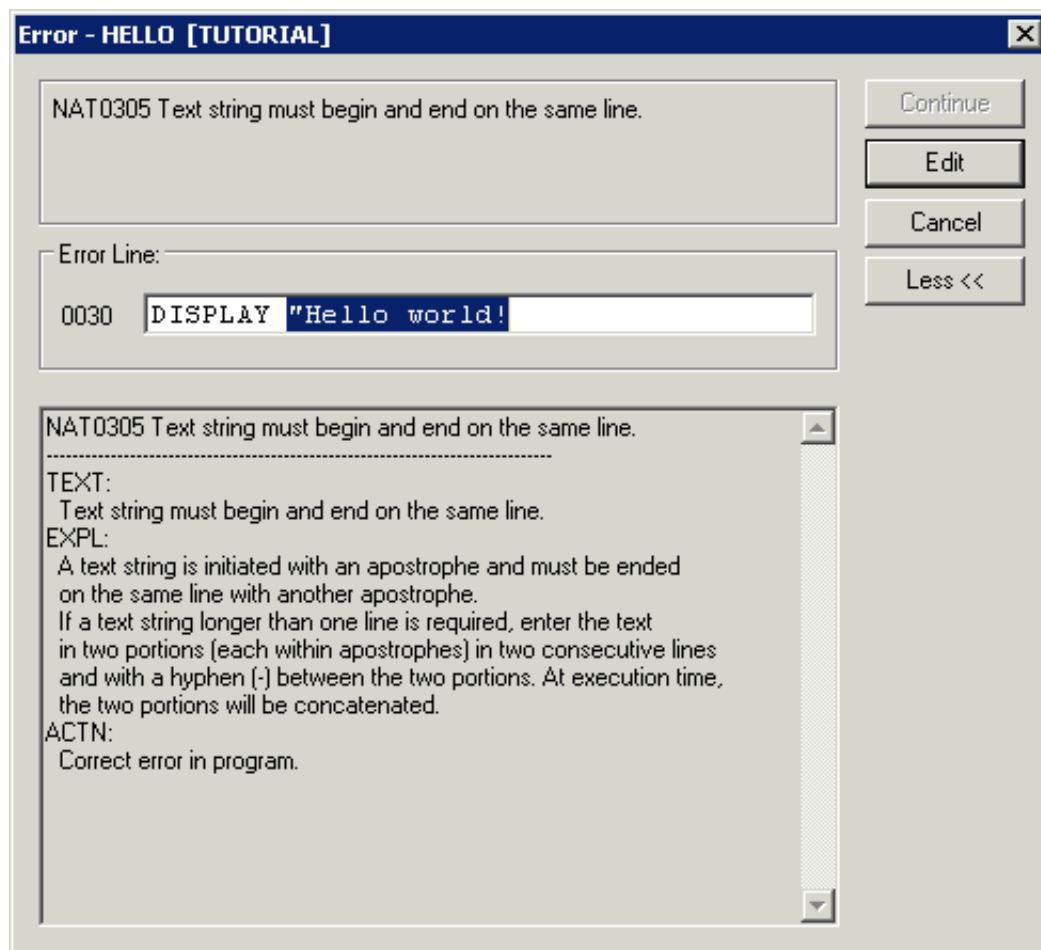 Error - HELLO [TUTORIAL]
NAT0305 Text string must begin and end on the same line.
Continue
Edit
Cancel
Less <<
Error Line:
0030 DISPLAY "Hello world!
NAT0305 Text string must begin and end on the same line.
-------------------------------------------------------------------------------
TEXT:
Text string must begin and end on the same line.
EXPL:
A text string is initiated with an apostrophe and must be ended
on the same line with another apostrophe.
If a text string longer than one line is required, enter the text
in two portions (each within apostrophes) in two consecutive lines
and with a hyphen (-) between the two portions. At execution time,
the two portions will be concatenated.
ACTN:
Correct error in program.